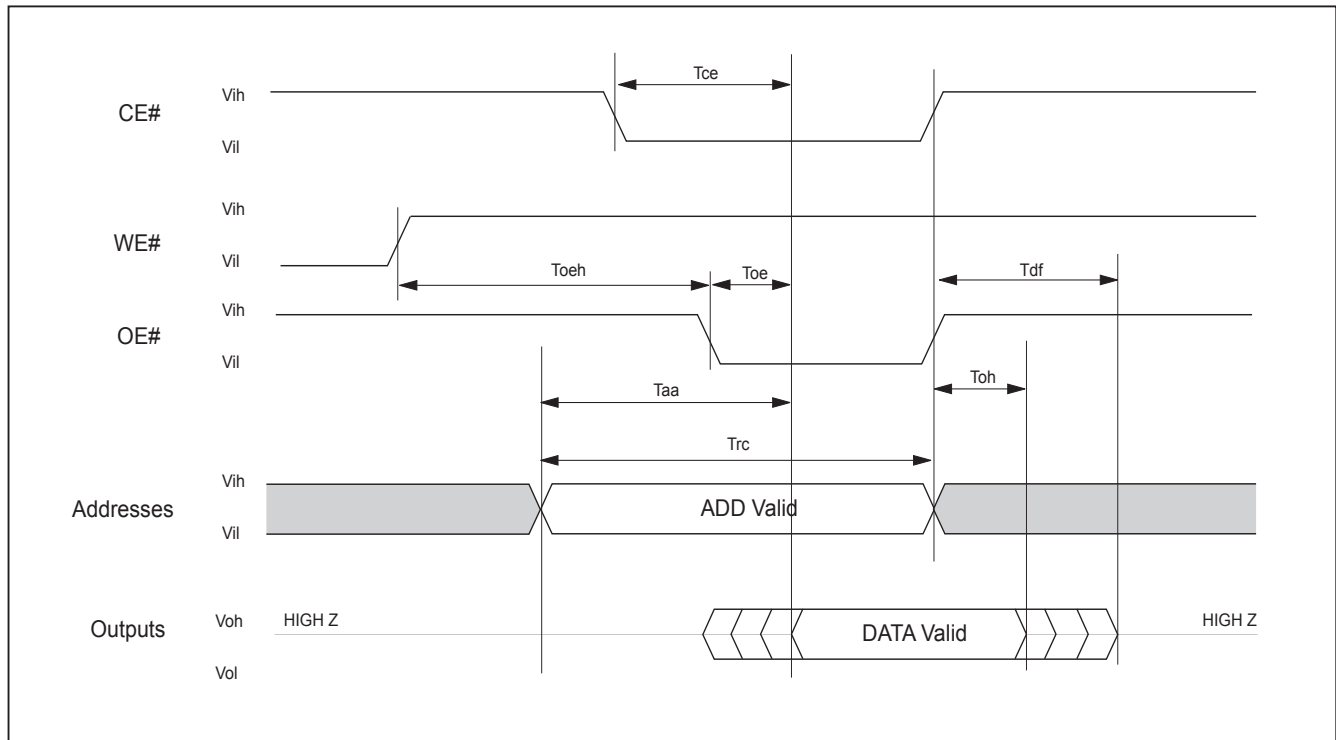 Tce
Vih
CE#
Vil
Vih
WE#
Vil
Toeh
Toe
Tdf
Vih
OE#
Vil
Toh
Taa
Trc
Vih
Addresses
ADD Valid
Vil
Voh
HIGH Z
Outputs
DATA Valid
HIGH Z
Vol